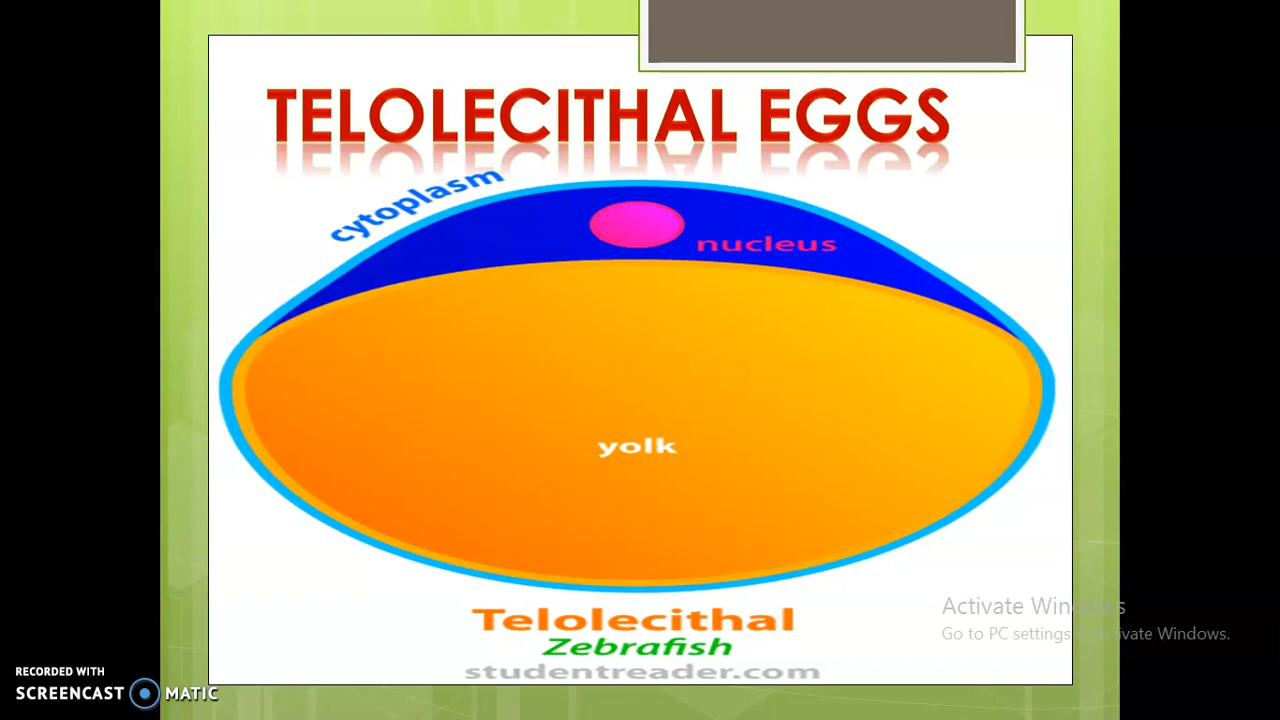 TELOLECITHAL EGGS
cytoplasm
nucleus
yolk
Telolecithal
Zebrafish
studentreader.com
Activate Windows
Go to PC settings to activate Windows.
RECORDED WITH
SCREENCAST MATIC